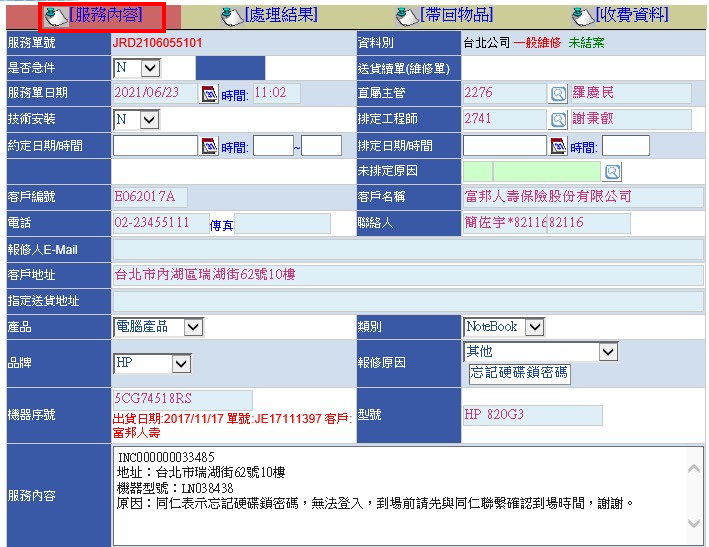 [服務內容] [處理結果] [帶回物品] [收費資料]
服務單號 JRD2106055101 資料別 台北公司 一般維修 未結案
是否急件 N 送貨讀單(維修單)
服務單日期 2021/06/23 時間: 11:02 直屬主管 2276 羅慶民
技術安裝 N 排定工程師 2741 謝秉叡
約定日期/時間 時間: ~ 排定日期/時間 時間:
未排定原因
客戶編號 E062017A 客戶名稱 富邦人壽保險股份有限公司
電話 02-23455111 傳真 聯絡人 簡佐宇*82116 82116
報修人E-Mail
客戶地址 台北市內湖區瑞湖街62號10樓
指定送貨地址
產品 電腦產品 類別 NoteBook
品牌 HP 報修原因 其他
忘記硬碟鎖密碼
機器序號 5CG74518RS 型號 HP 820G3
出貨日期:2017/11/17 單號:JE17111397 客戶:
富邦人壽
服務內容
INC000000033485
地址：台北市瑞湖街62號10樓
機器型號：LN038438
原因：同仁表示忘記硬碟鎖密碼，無法登入，到場前請先與同仁聯繫確認到場時間，謝謝。